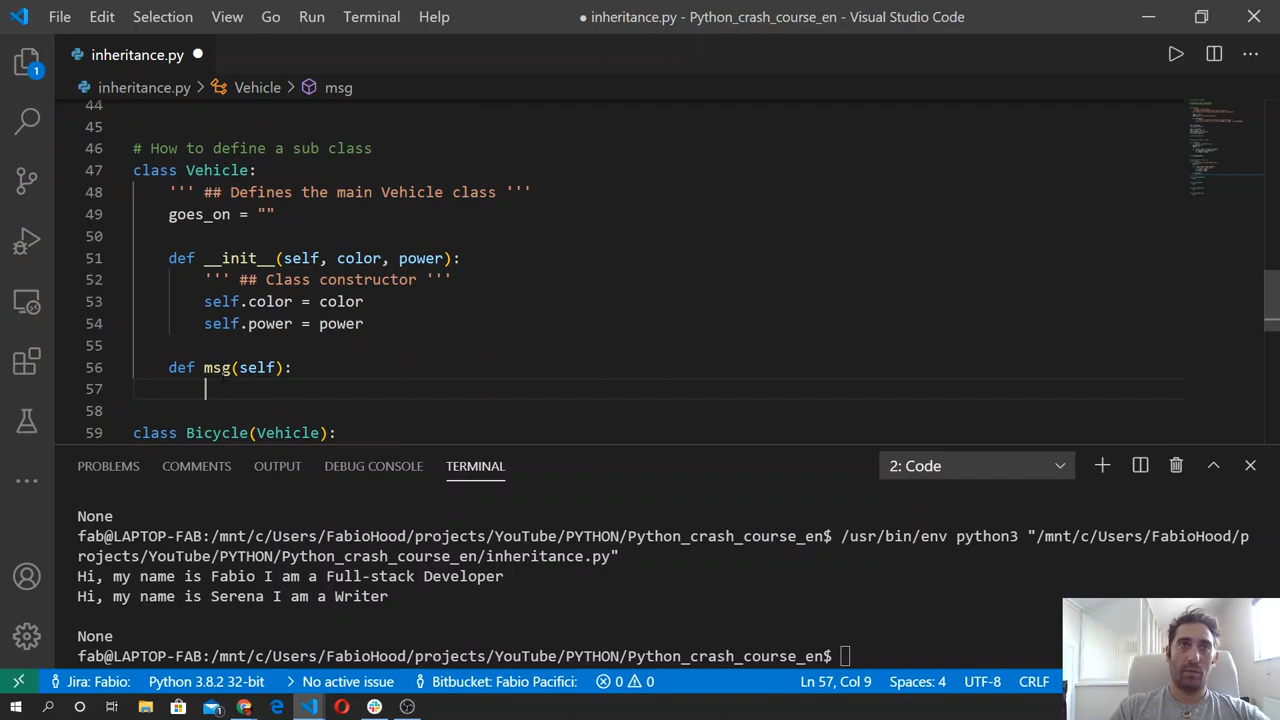 File Edit Selection View Go Run Terminal Help
● inheritance.py - Python_crash_course_en - Visual Studio Code
inheritance.py
1
inheritance.py > Vehicle > msg
44
45
46 # How to define a sub class
47 class Vehicle:
48 ''' ## Defines the main Vehicle class '''
49 goes_on = ""
50
51 def __init__(self, color, power):
52 ''' ## Class constructor '''
53 self.color = color
54 self.power = power
55
56 def msg(self):
57
58
59 class Bicycle(Vehicle):
PROBLEMS COMMENTS OUTPUT DEBUG CONSOLE TERMINAL 2: Code
None
fab@LAPTOP-FAB:/mnt/c/Users/FabioHood/projects/YouTube/PYTHON/Python_crash_course_en$ /usr/bin/env python3 "/mnt/c/Users/FabioHood/p
rojects/YouTube/PYTHON/Python_crash_course_en/inheritance.py"
Hi, my name is Fabio I am a Full-stack Developer
Hi, my name is Serena I am a Writer
None
fab@LAPTOP-FAB:/mnt/c/Users/FabioHood/projects/YouTube/PYTHON/Python_crash_course_en$
Jira: Fabio: Python 3.8.2 32-bit > No active issue Bitbucket: Fabio Pacifici: 0 0 Ln 57, Col 9 Spaces: 4 UTF-8 CRLF